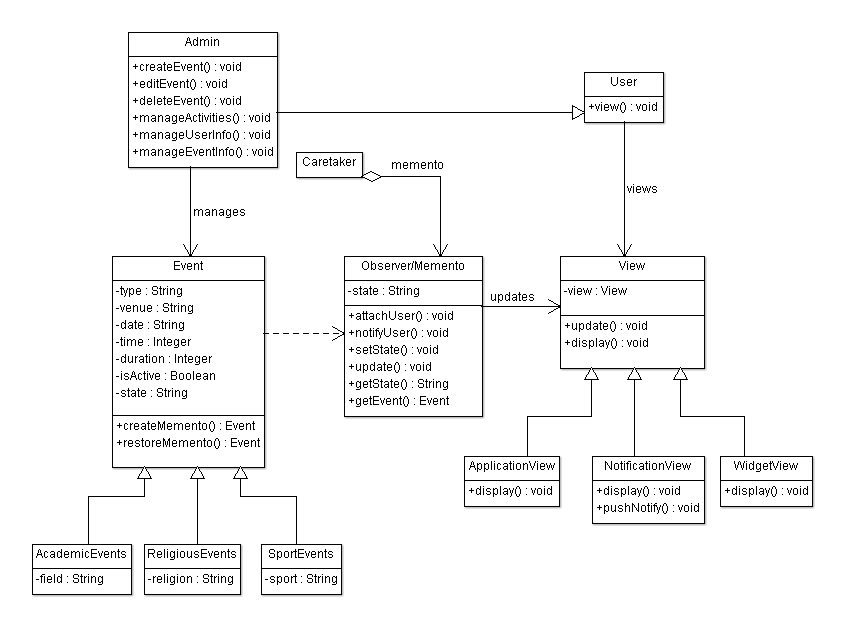 Admin
+createEvent() : void
+editEvent() : void
+deleteEvent() : void
+manageActivities() : void
+manageUserInfo() : void
+manageEventInfo() : void
User
+view() : void
Caretaker
memento
manages
views
Event
-type : String
-venue : String
-date : String
-time : Integer
-duration : Integer
-isActive : Boolean
-state : String
+createMemento() : Event
+restoreMemento() : Event
Observer/Memento
-state : String
+attachUser() : void
+notifyUser() : void
+setState() : void
+update() : void
+getState() : String
+getEvent() : Event
updates
View
-view : View
+update() : void
+display() : void
ApplicationView
+display() : void
NotificationView
+display() : void
+pushNotify() : void
WidgetView
+display() : void
AcademicEvents
-field : String
ReligiousEvents
-religion : String
SportEvents
-sport : String